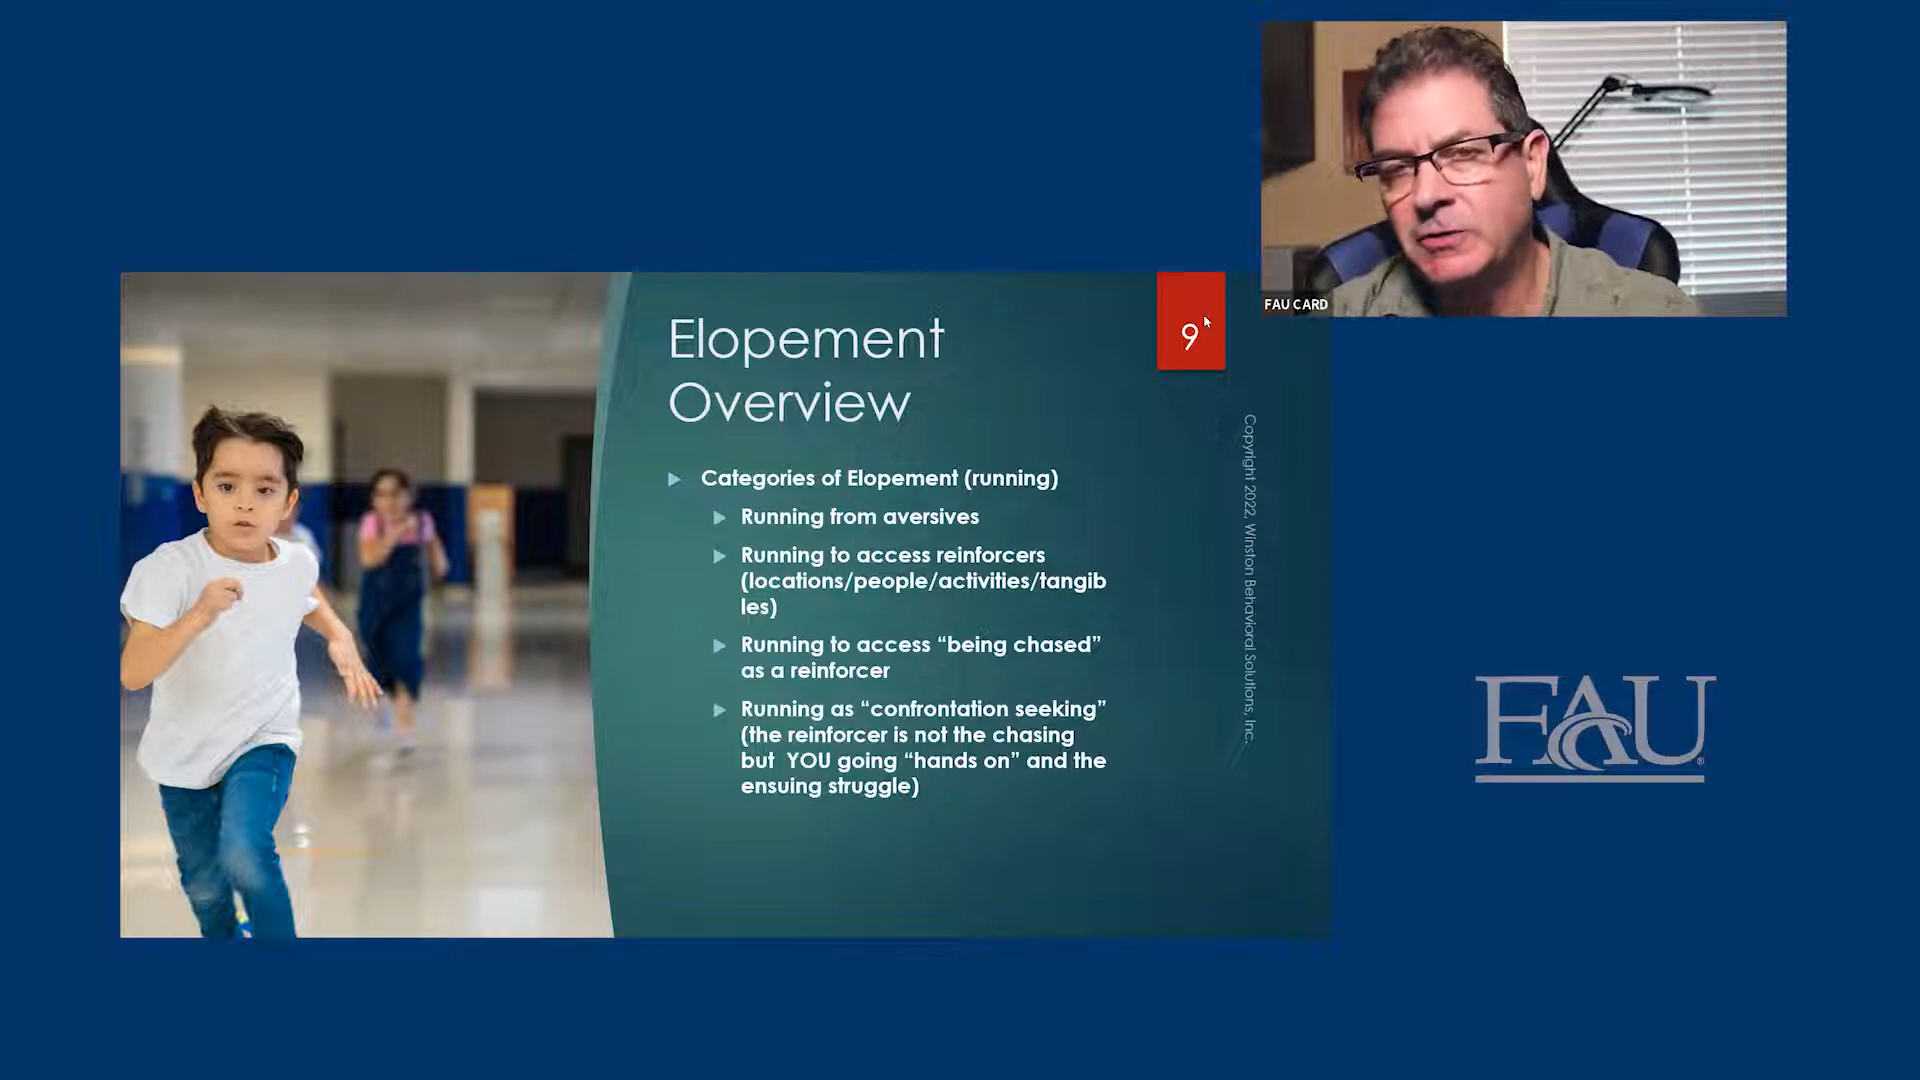 FAU CARD
Elopement
Overview
9
Categories of Elopement (running)
Running from aversives
Running to access reinforcers
(locations/people/activities/tangib
les)
Running to access “being chased”
as a reinforcer
Running as “confrontation seeking”
(the reinforcer is not the chasing
but YOU going “hands on” and the
ensuing struggle)
Copyright 2022, Winston Behavioral Solutions, Inc.
FAU®